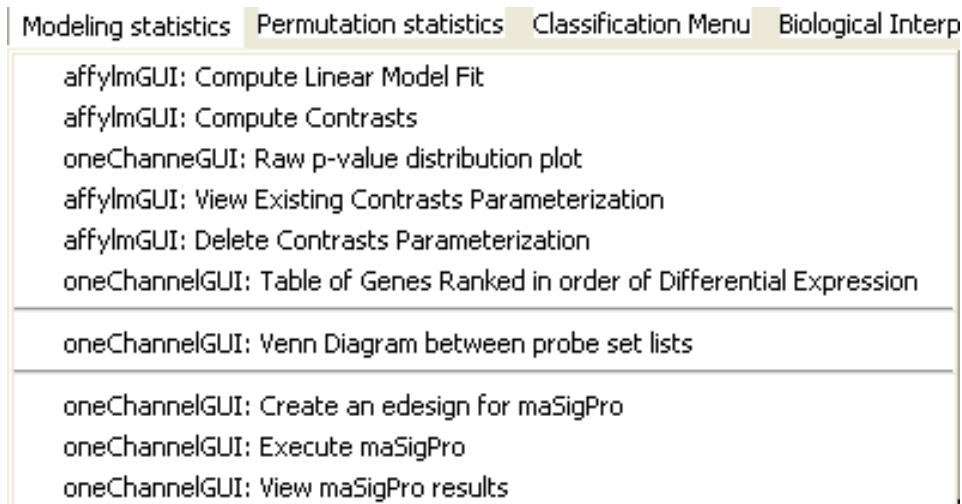 Modeling statistics Permutation statistics Classification Menu Biological Interp
affylmGUI: Compute Linear Model Fit
affylmGUI: Compute Contrasts
oneChanneGUI: Raw p-value distribution plot
affylmGUI: View Existing Contrasts Parameterization
affylmGUI: Delete Contrasts Parameterization
oneChannelGUI: Table of Genes Ranked in order of Differential Expression
oneChannelGUI: Venn Diagram between probe set lists
oneChannelGUI: Create an edesign for maSigPro
oneChannelGUI: Execute maSigPro
oneChannelGUI: View maSigPro results